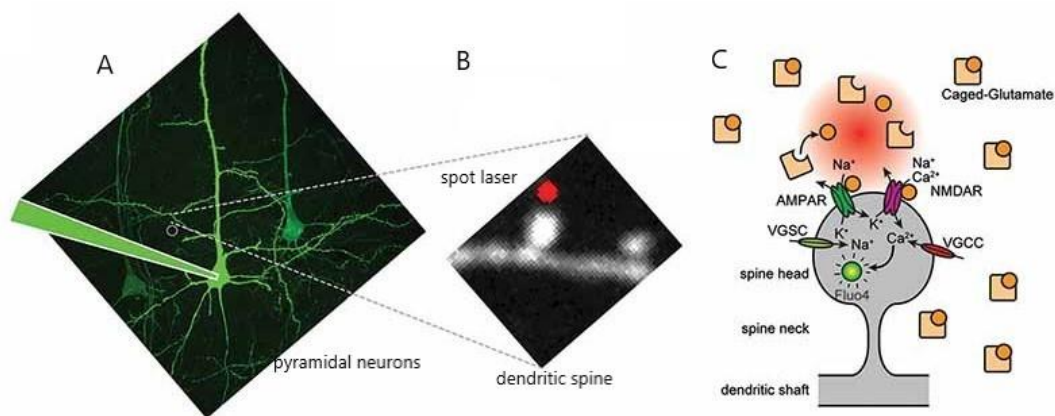 A
B
C
Caged-Glutamate
spot laser
Na⁺
Na⁺
Ca²⁺
AMPAR
NMDAR
K⁺
K⁺
VGSC
Na⁺
Ca²⁺
VGCC
spine head
Fluo4
spine neck
pyramidal neurons
dendritic spine
dendritic shaft